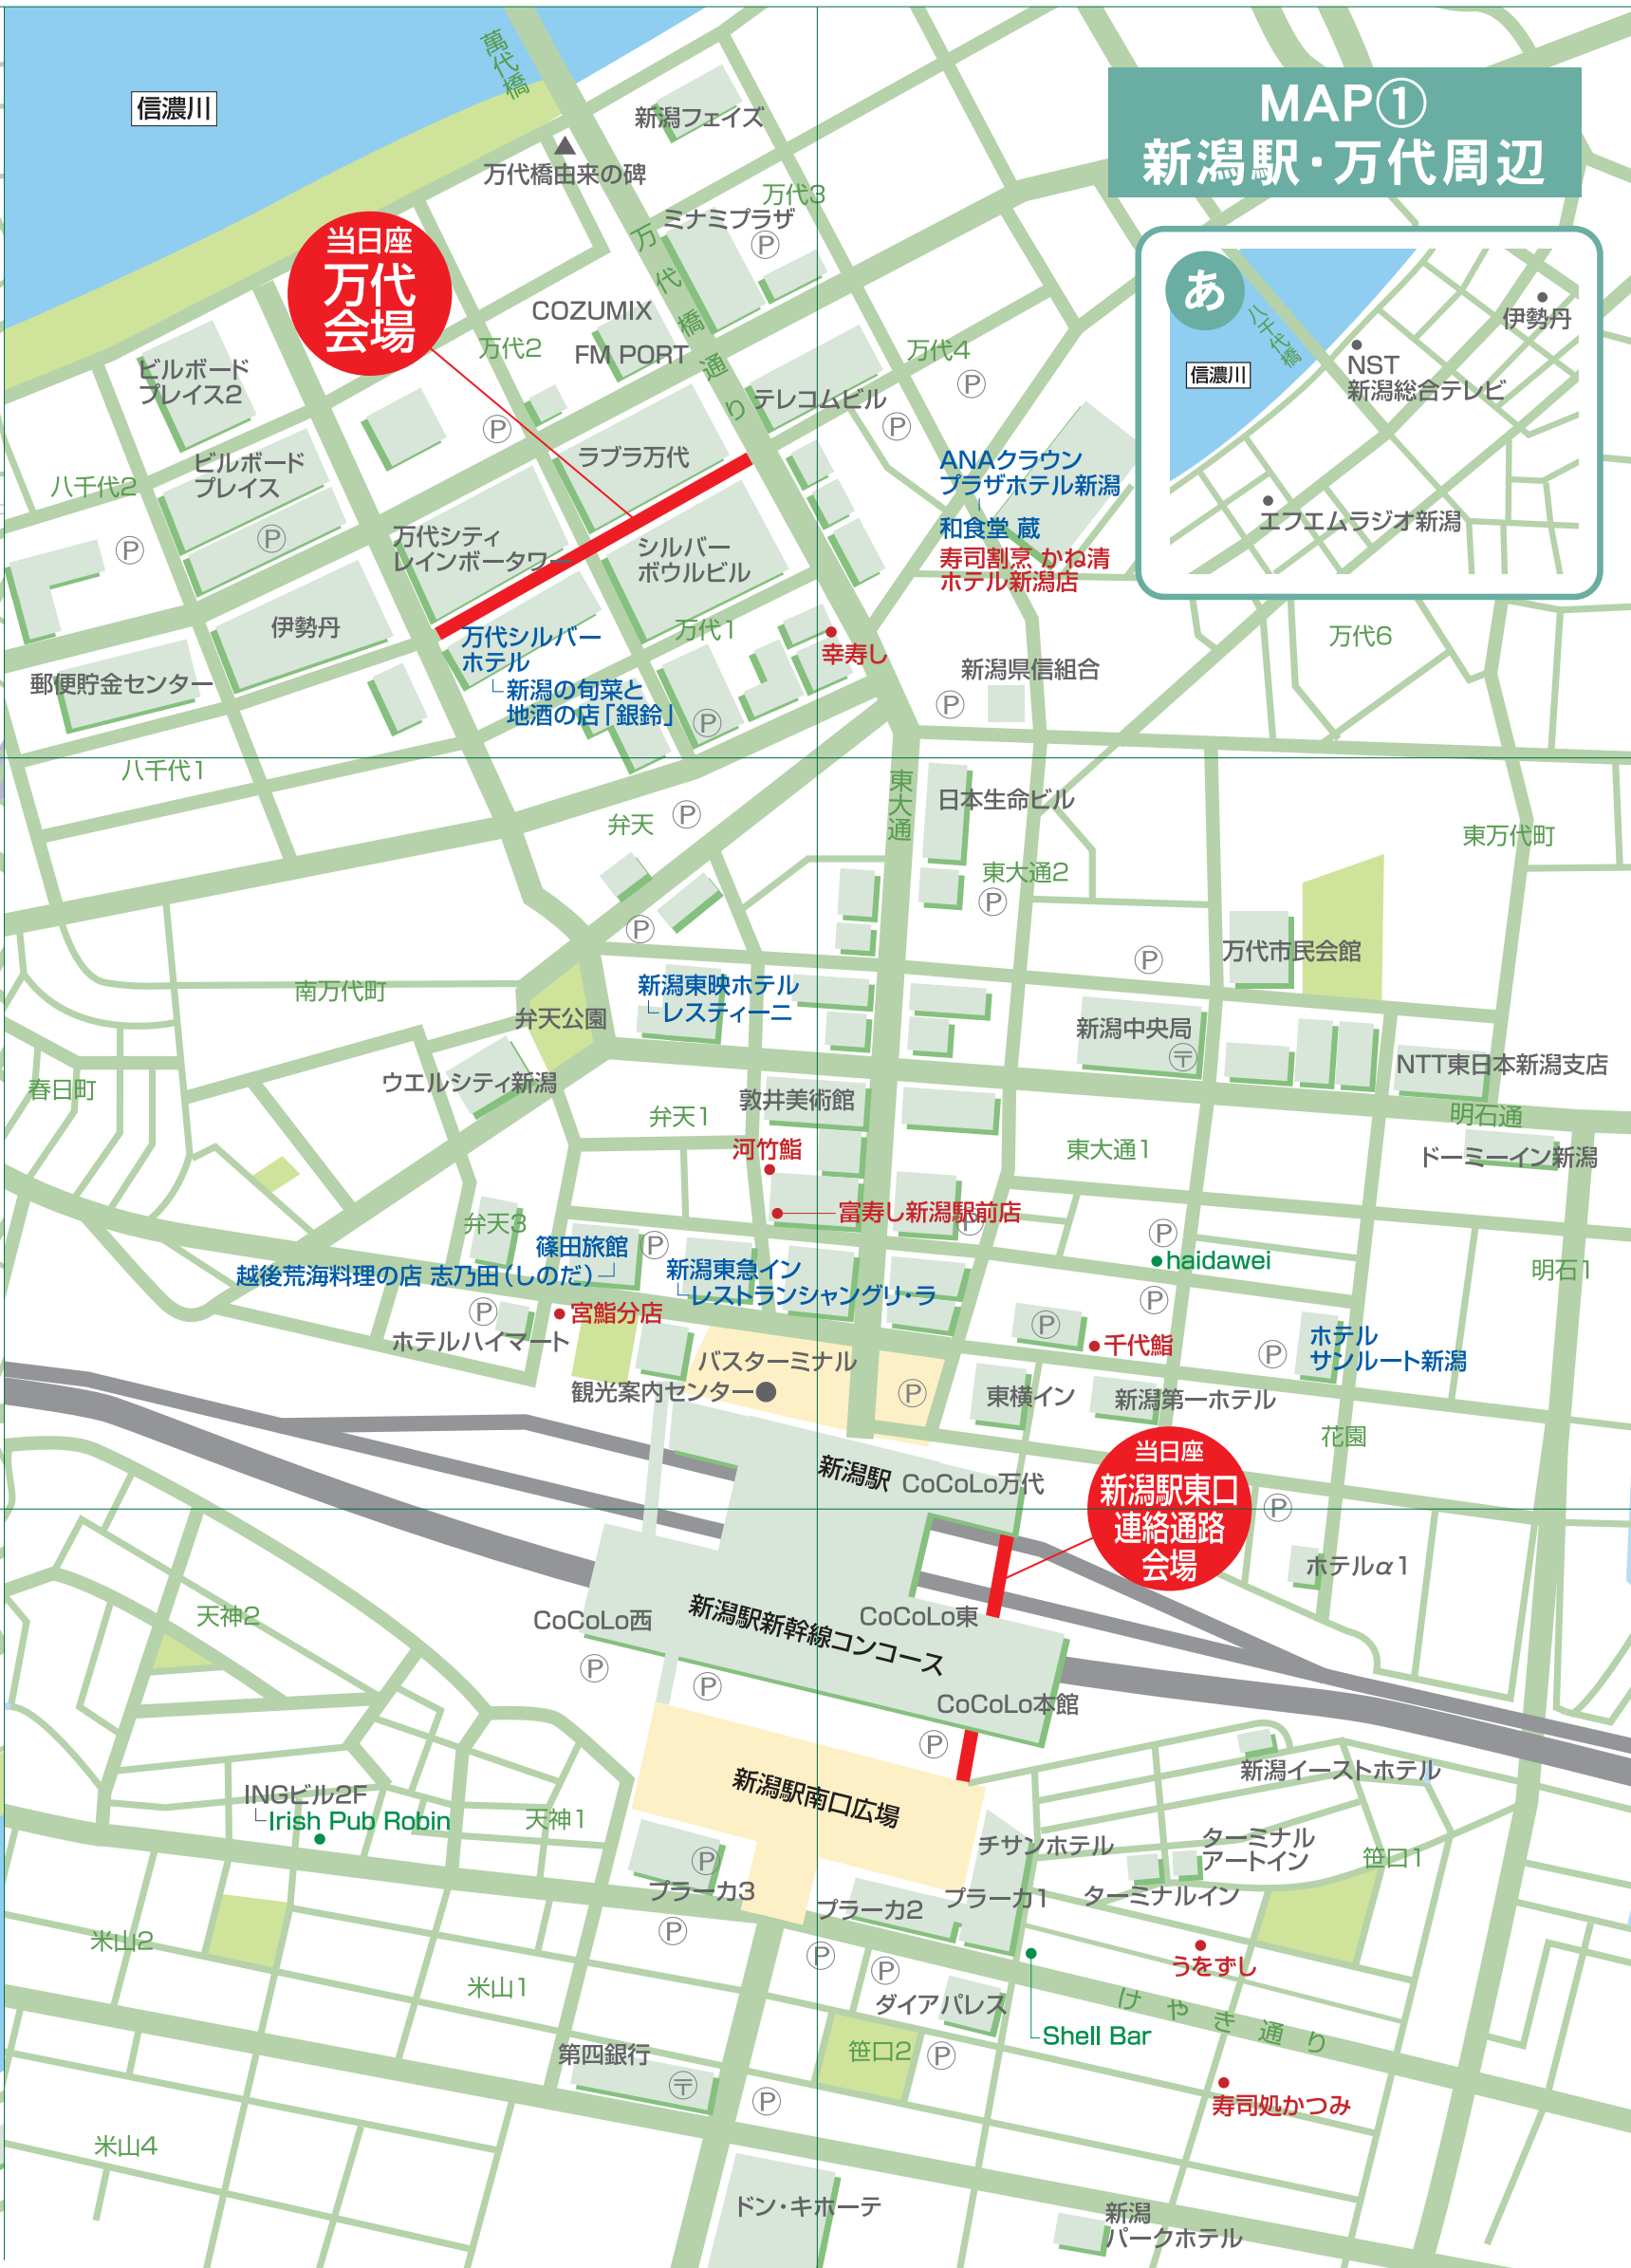 MAP①
新潟駅・万代周辺
信濃川
萬代橋
新潟フェイズ
万代橋由来の碑
万代3
ミナミプラザ
P
当日座
万代
会場
万代橋通り
COZUMIX
FM PORT
万代2
ビルボード
プレイス2
P
テレコムビル
P
万代4
P
あ
八千代橋
信濃川
伊勢丹
NST
新潟総合テレビ
エフエムラジオ新潟
八千代2
P
ビルボード
プレイス
P
ラブラ万代
万代シティ
レインボータワー
シルバー
ボウルビル
ANAクラウン
プラザホテル新潟
和食堂 蔵
寿司割烹 かね清
ホテル新潟店
伊勢丹
万代シルバー
ホテル
新潟の旬菜と
地酒の店「銀鈴」
万代1
幸寿し
P
新潟県信組合
P
万代6
郵便貯金センター
八千代1
弁天
P
東大通
日本生命ビル
東大通2
P
東万代町
P
万代市民会館
P
南万代町
弁天公園
新潟東映ホテル
レスティーニ
新潟中央局
〒
NTT東日本新潟支店
春日町
ウエルシティ新潟
弁天1
敦井美術館
明石通
河竹鮨
東大通1
ドーミーイン新潟
弁天3
富寿し新潟駅前店
P
P
篠田旅館
P
越後荒海料理の店 志乃田(しのだ)
新潟東急イン
レストランシャングリ・ラ
haidawei
明石1
P
P
宮鮨分店
ホテルハイマート
P
千代鮨
P
ホテル
サンルート新潟
バスターミナル
観光案内センター
P
東横イン
新潟第一ホテル
花園
新潟駅
CoCoLo万代
当日座
新潟駅東口
連絡通路
会場
P
ホテルα1
天神2
CoCoLo西
新潟駅新幹線コンコース
CoCoLo東
P
P
CoCoLo本館
P
新潟イーストホテル
INGビル2F
Irish Pub Robin
天神1
新潟駅南口広場
チサンホテル
ターミナル
アートイン
笹口1
P
プラーカ3
プラーカ2
プラーカ1
ターミナルイン
P
米山2
P
P
うをずし
米山1
ダイアパレス
けやき通り
Shell Bar
第四銀行
〒
笹口2
P
P
寿司処かつみ
米山4
ドン・キホーテ
新潟
パークホテル